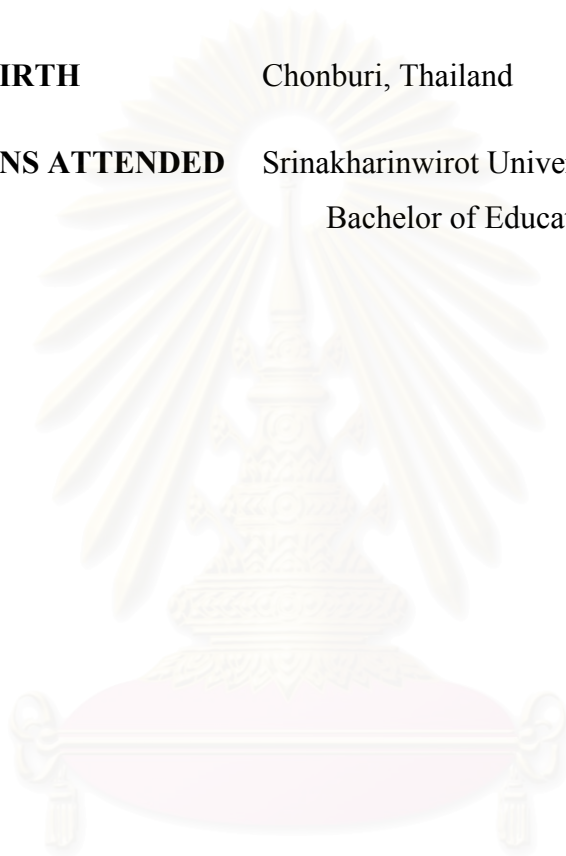 IRTH Chonburi, Thailand
NS ATTENDED Srinakharinwirot Unive
Bachelor of Educa